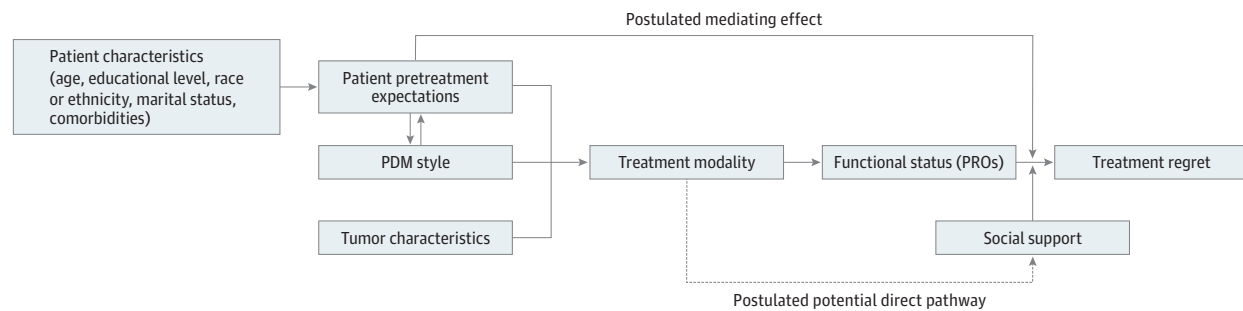 Postulated mediating effect
Patient characteristics
(age, educational level, race
or ethnicity, marital status,
comorbidities)
Patient pretreatment
expectations
PDM style
Treatment modality
Functional status (PROs)
Treatment regret
Tumor characteristics
Social support
Postulated potential direct pathway